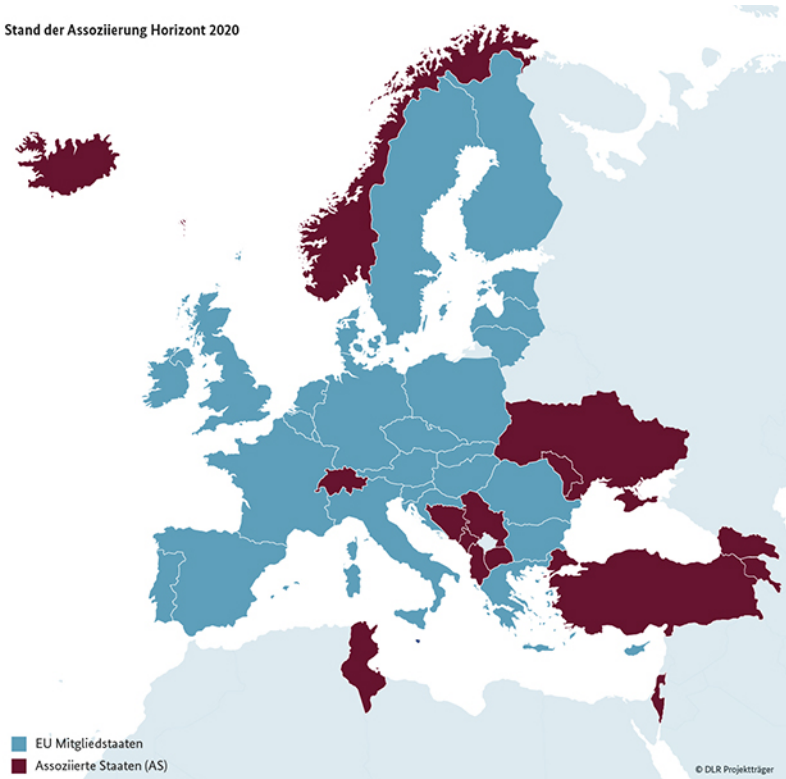 Stand der Assoziierung Horizont 2020
EU Mitgliedstaaten
Assoziierte Staaten (AS)
© DLR Projektträger